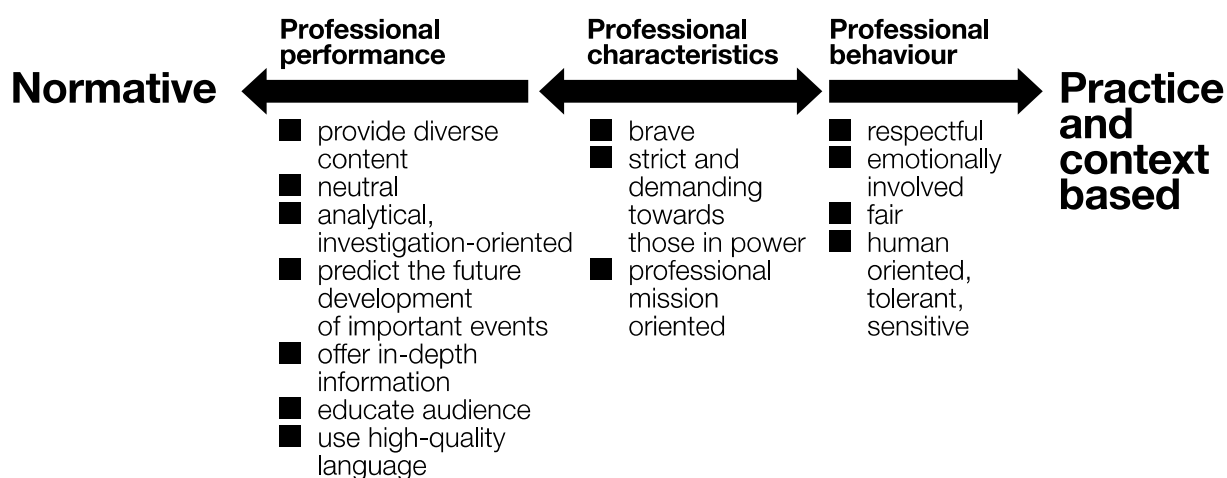 Normative
Professional
performance
provide diverse
content
neutral
analytical,
investigation-oriented
predict the future
development
of important events
offer in-depth
information
educate audience
use high-quality
language
Professional
characteristics
brave
strict and
demanding
towards
those in power
professional
mission
oriented
Professional
behaviour
respectful
emotionally
involved
fair
human
oriented,
tolerant,
sensitive
Practice
and
context
based